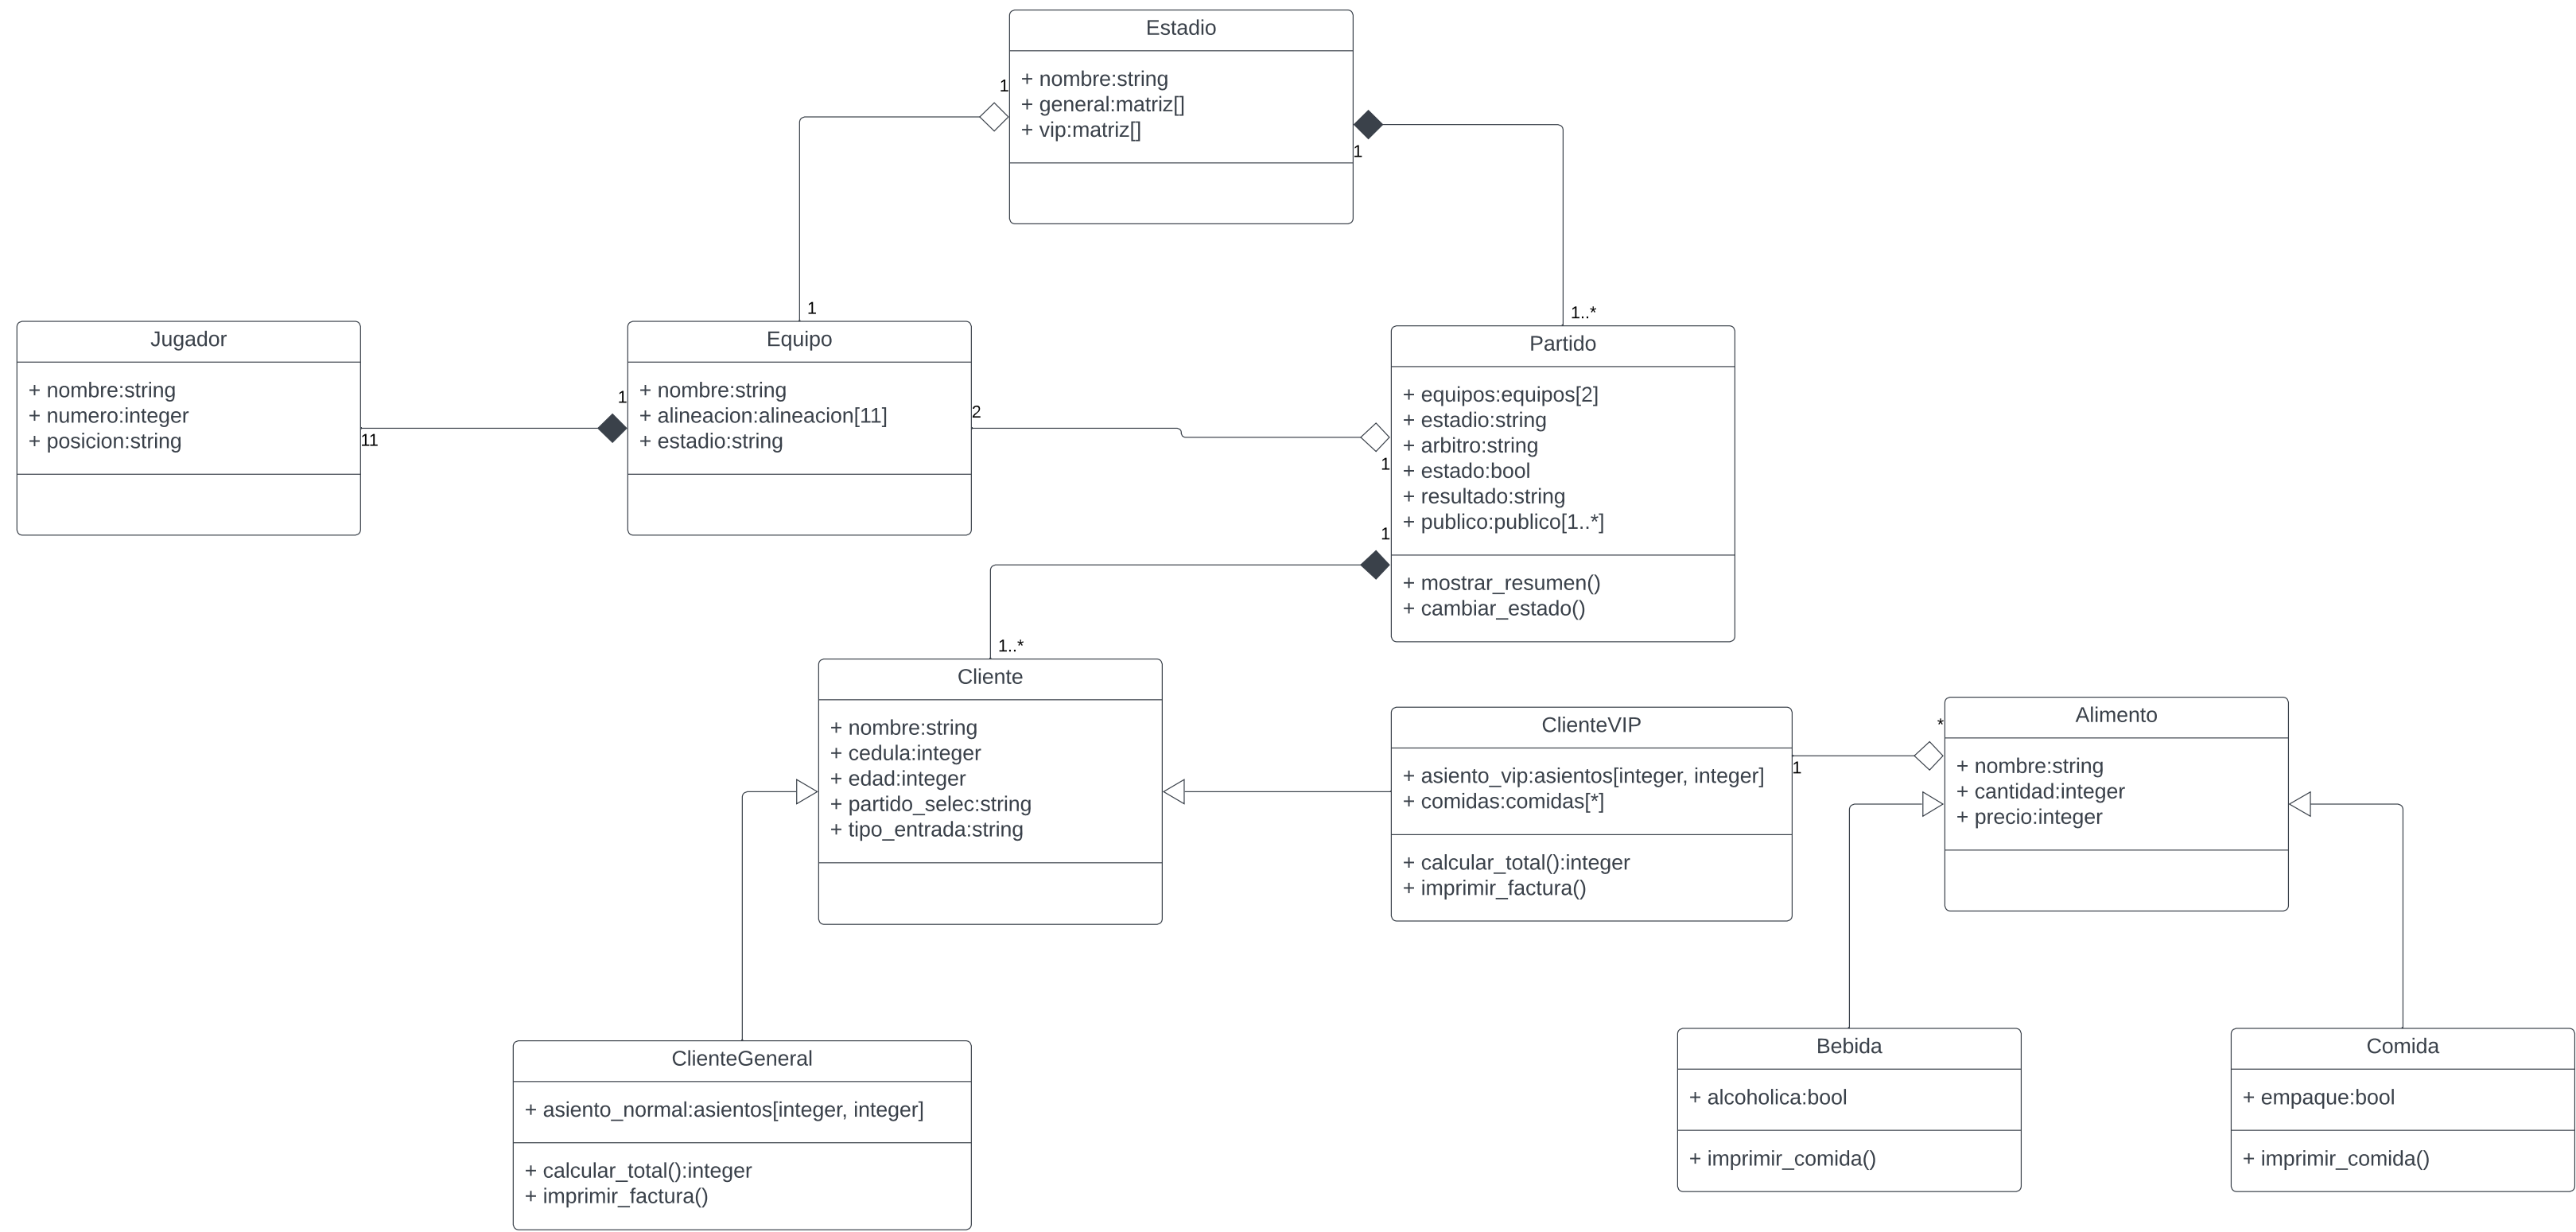 Estadio
+ nombre:string
+ general:matriz[]
+ vip:matriz[]
1
1
1
1..*
Jugador
+ nombre:string
+ numero:integer
+ posicion:string
11
1
Equipo
+ nombre:string
+ alineacion:alineacion[11]
+ estadio:string
2
1
Partido
+ equipos:equipos[2]
+ estadio:string
+ arbitro:string
+ estado:bool
+ resultado:string
+ publico:publico[1..*]
+ mostrar_resumen()
+ cambiar_estado()
1
1..*
Cliente
+ nombre:string
+ cedula:integer
+ edad:integer
+ partido_selec:string
+ tipo_entrada:string
ClienteVIP
+ asiento_vip:asientos[integer, integer]
+ comidas:comidas[*]
+ calcular_total():integer
+ imprimir_factura()
1
*
Alimento
+ nombre:string
+ cantidad:integer
+ precio:integer
ClienteGeneral
+ asiento_normal:asientos[integer, integer]
+ calcular_total():integer
+ imprimir_factura()
Bebida
+ alcoholica:bool
+ imprimir_comida()
Comida
+ empaque:bool
+ imprimir_comida()